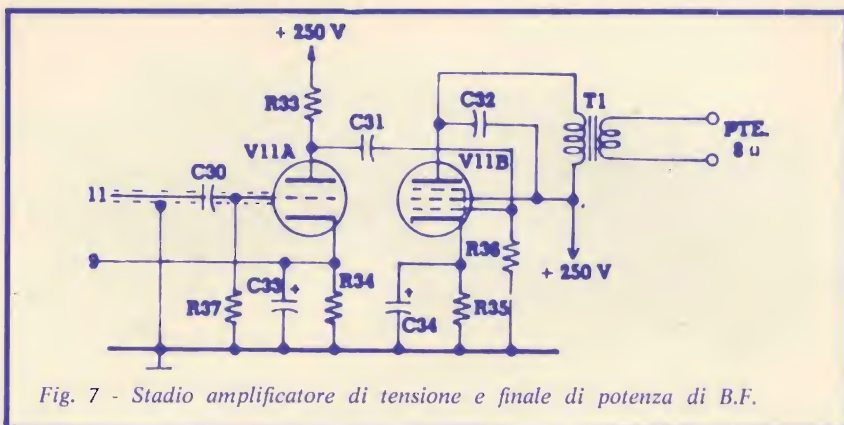 + 250 V
R33
C31
C32
T1
PTE.
8 Ω
C30
V11A
V11B
11
R36
+ 250 V
9
C33
+
R34
+
R37
C34
R35
Fig. 7 - Stadio amplificatore di tensione e finale di potenza di B.F.